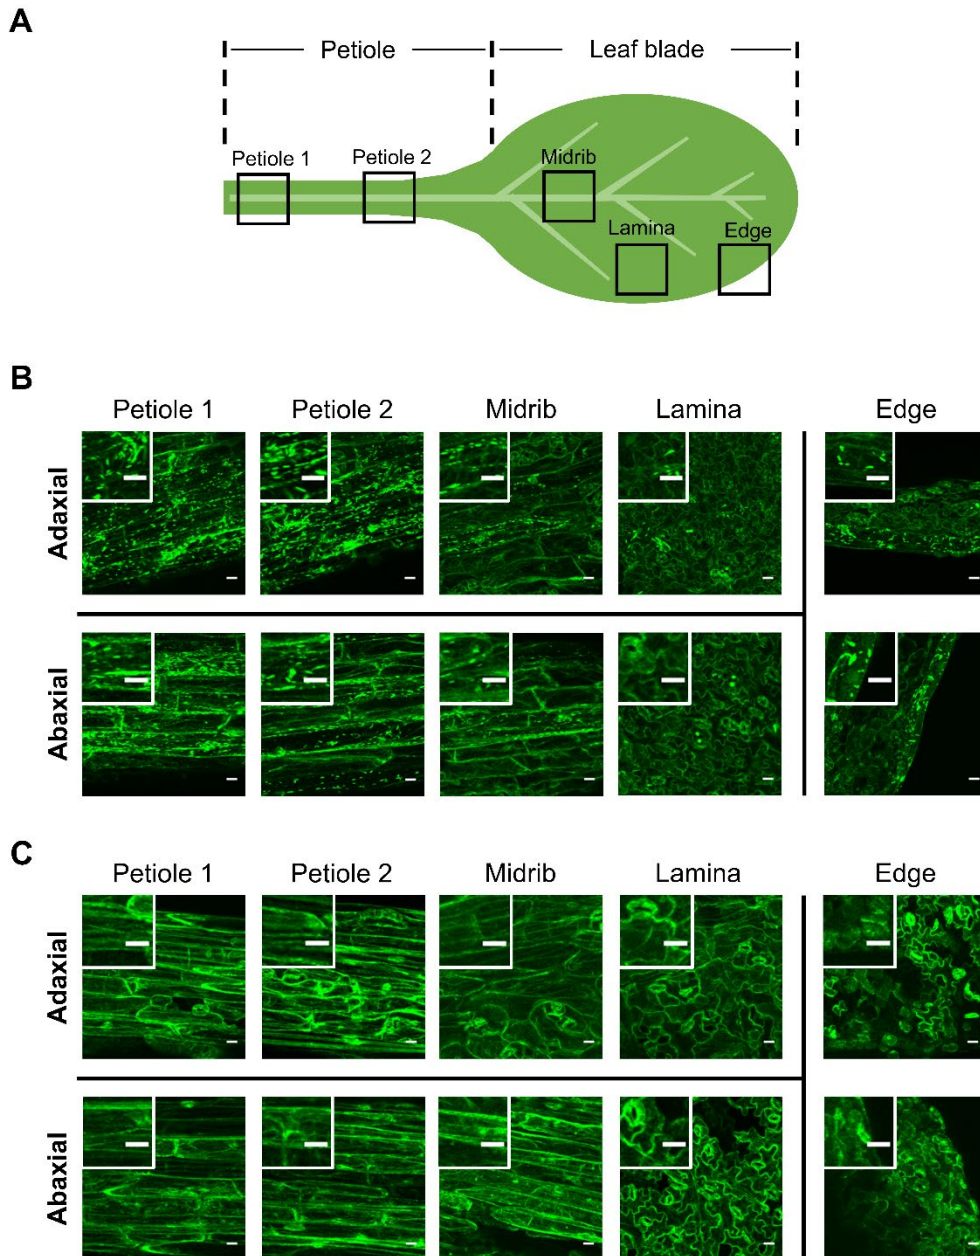 A
Petiole
Leaf blade
Petiole 1
Petiole 2
Midrib
Lamina
Edge
B
Petiole 1
Petiole 2
Midrib
Lamina
Edge
Adaxial
Abaxial
C
Petiole 1
Petiole 2
Midrib
Lamina
Edge
Adaxial
Abaxial